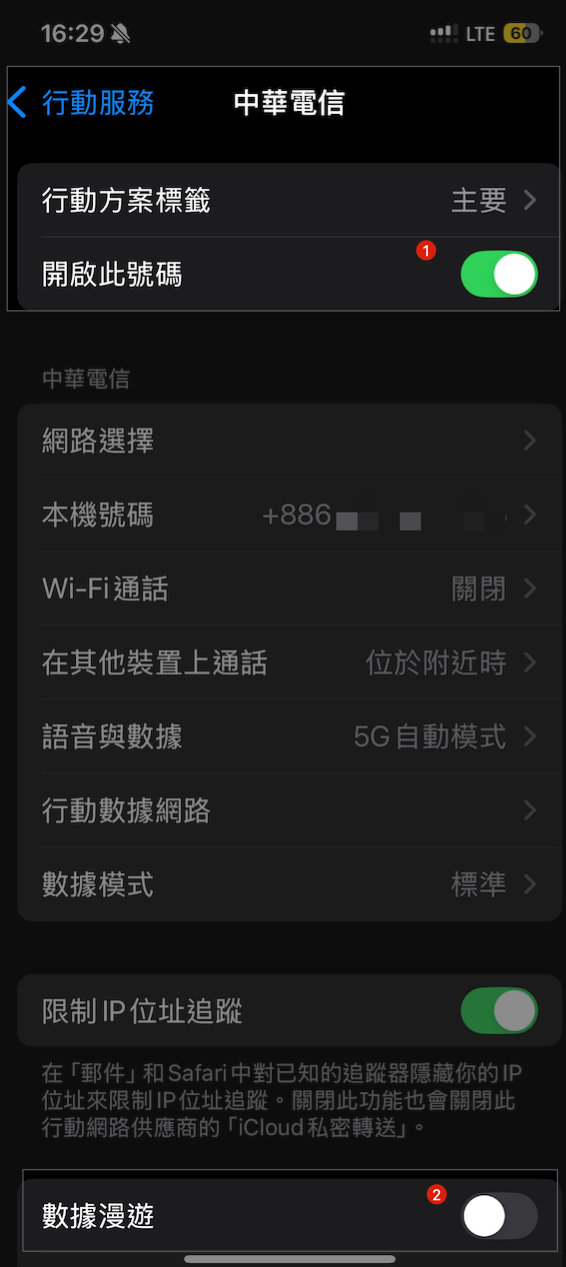 16:29 LTE 60
行動服務 中華電信
行動方案標籤 主要
1
開啟此號碼
中華電信
網路選擇
本機號碼 +886
Wi-Fi通話 關閉
在其他裝置上通話 位於附近時
語音與數據 5G自動模式
行動數據網路
數據模式 標準
限制IP位址追蹤
在「郵件」和Safari中對已知的追蹤器隱藏你的IP
位址來限制IP位址追蹤。關閉此功能也會關閉此
行動網路供應商的「iCloud私密轉送」。
2
數據漫遊